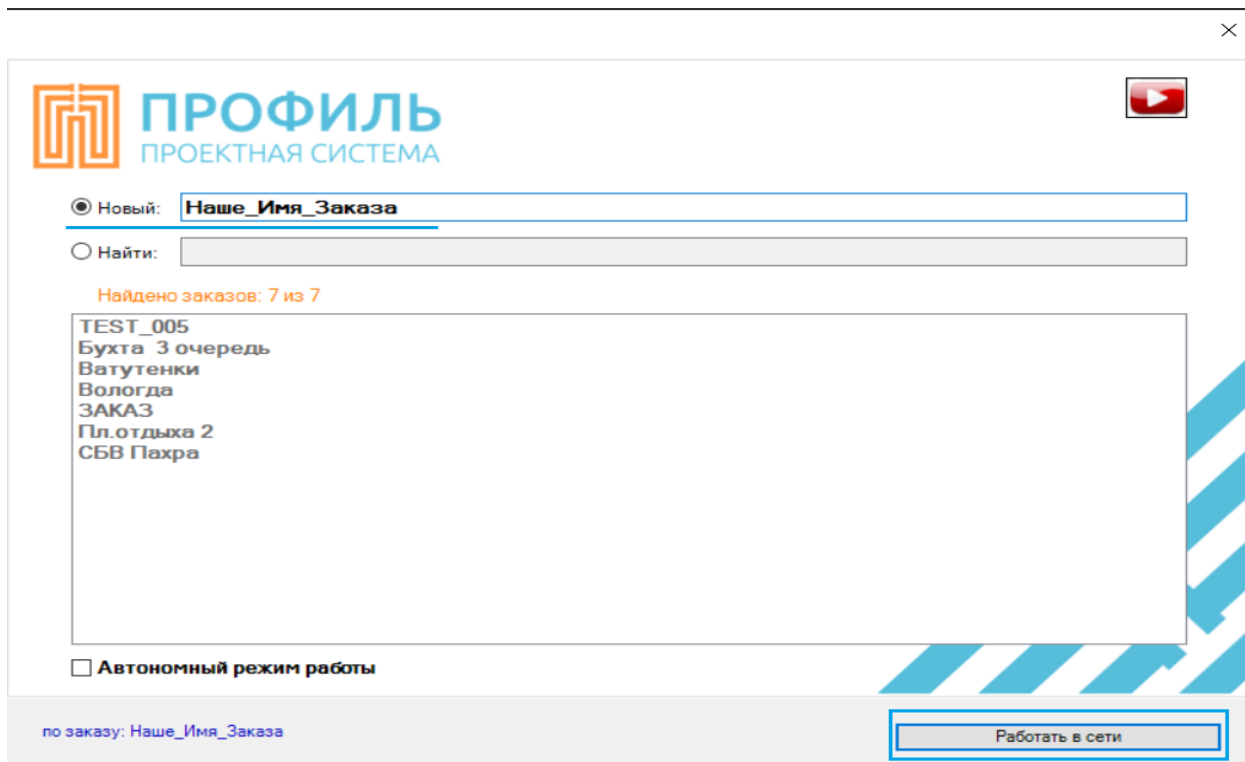 ПРОФИЛЬ
ПРОЕКТНАЯ СИСТЕМА
Новый: Наше_Имя_Заказа
Найти:
Найдено заказов: 7 из 7
TEST_005
Бухта 3 очередь
Ватутенки
Вологда
ЗАКАЗ
Пл.отдыха 2
СБВ Пахра
Автономный режим работы
по заказу: Наше_Имя_Заказа
Работать в сети